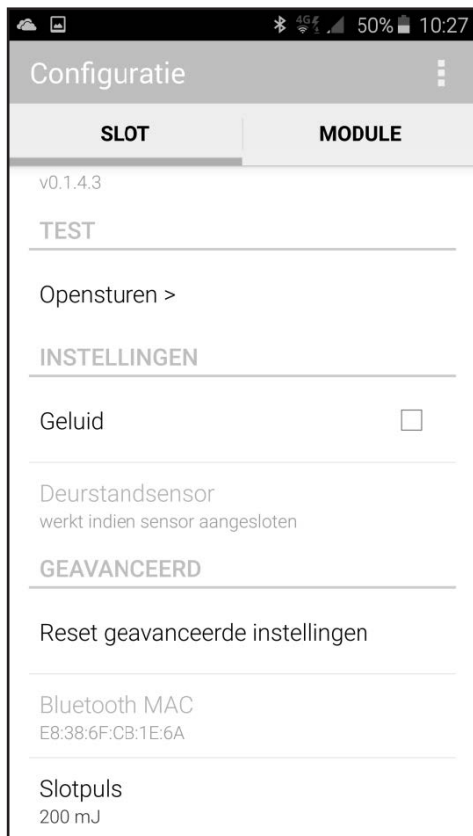 4G 50% 10:27
Configuratie
SLOT MODULE
v0.1.4.3
TEST
Opensturen >
INSTELLINGEN
Geluid
Deurstandsensor
werkt indien sensor aangesloten
GEAVANCEERD
Reset geavanceerde instellingen
Bluetooth MAC
E8:38:6F:CB:1E:6A
Slotpuls
200 mJ